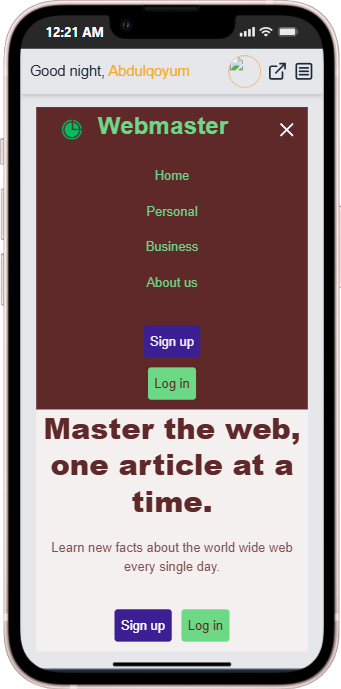 12:21 AM
Good night, Abdulqoyum
Webmaster
Home
Personal
Business
About us
Sign up
Log in
Master the web,
one article at a
time.
Learn new facts about the world wide web
every single day.
Sign up Log in